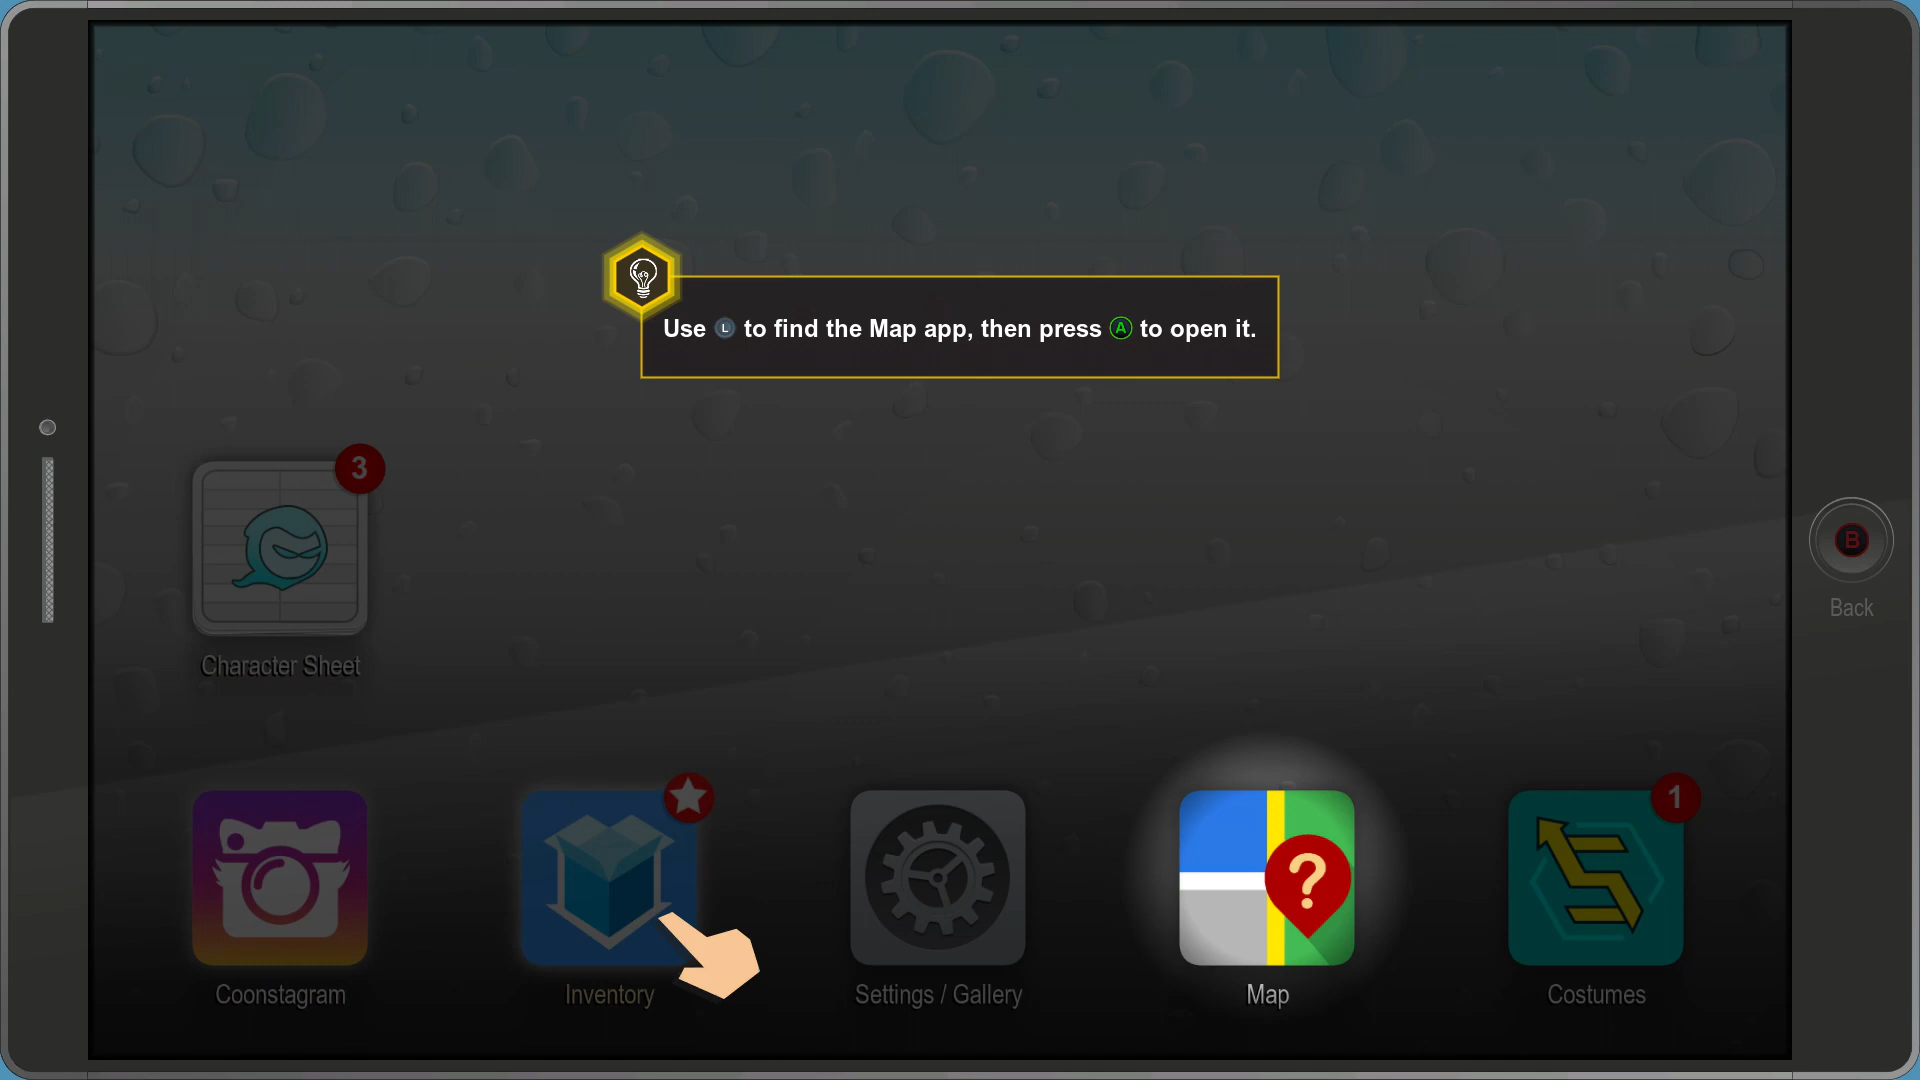 Use L to find the Map app, then press A to open it.
3
Character Sheet
B
Back
1
?
Coonstagram
Inventory
Settings / Gallery
Map
Costumes